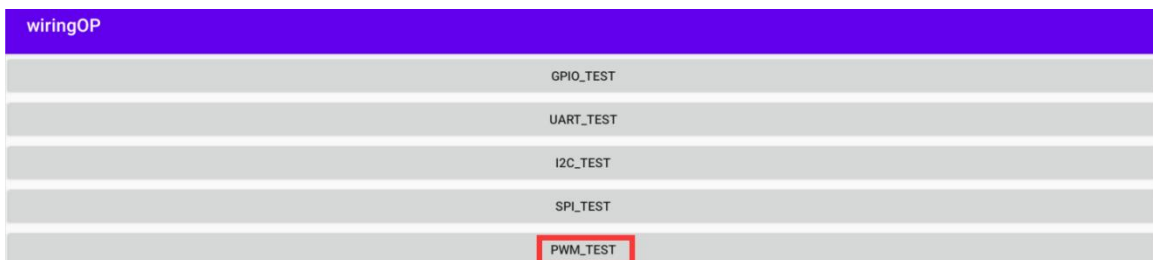 wiringOP
GPIO_TEST
UART_TEST
I2C_TEST
SPI_TEST
PWM_TEST